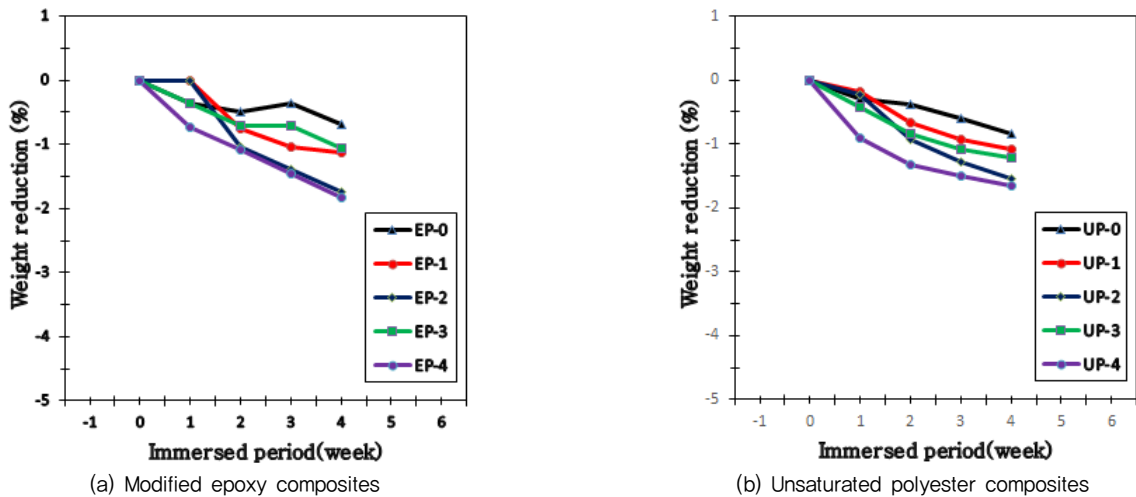 1
0
-1
-2
-3
-4
-5
Weight reduction (%)
EP-0
EP-1
EP-2
EP-3
EP-4
-1 0 1 2 3 4 5 6
Immersed period(week)
(a) Modified epoxy composites
1
0
-1
-2
-3
-4
-5
Weight reduction (%)
UP-0
UP-1
UP-2
UP-3
UP-4
-1 0 1 2 3 4 5 6
Immersed period(week)
(b) Unsaturated polyester composites